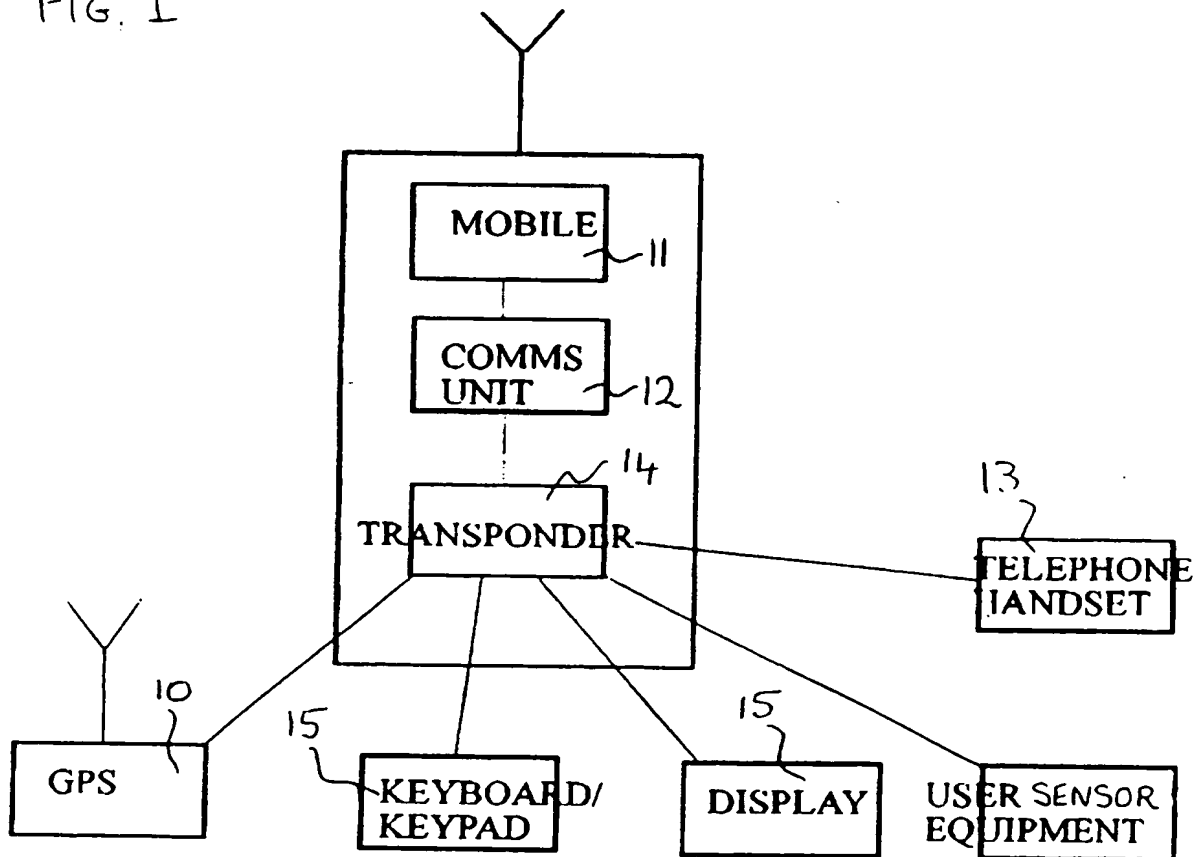 FIG. 1
MOBILE
11
COMMS
UNIT
12
14
TRANSPONDER
13
TELEPHONE
HANDSET
10
GPS
15
KEYBOARD/
KEYPAD
15
DISPLAY
USER SENSOR
EQUIPMENT